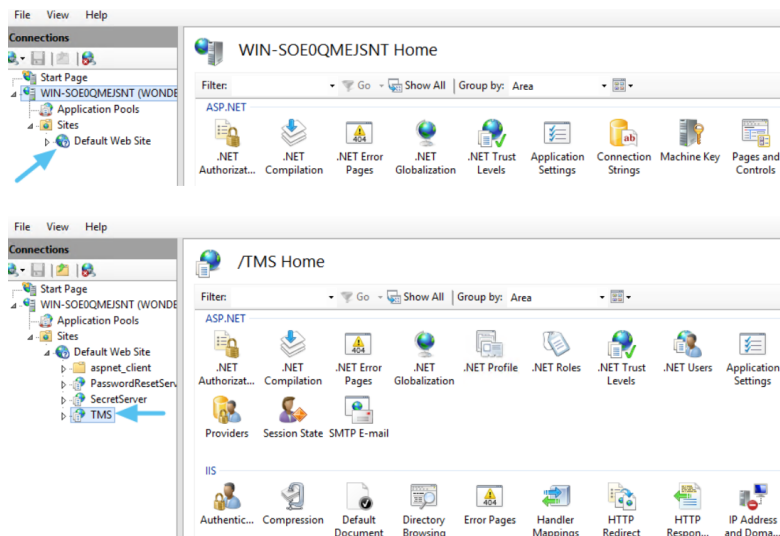 File View Help
Connections
Start Page
WIN-SOE0QMEJSNT (WONDE
Application Pools
Sites
Default Web Site
WIN-SOE0QMEJSNT Home
Filter: Go Show All Group by: Area
ASP.NET
.NET Authorizat... .NET Compilation .NET Error Pages .NET Globalization .NET Trust Levels Application Settings Connection Strings Machine Key Pages and Controls
File View Help
Connections
Start Page
WIN-SOE0QMEJSNT (WONDE
Application Pools
Sites
Default Web Site
aspnet_client
PasswordResetServ
SecretServer
TMS
/TMS Home
Filter: Go Show All Group by: Area
ASP.NET
.NET Authorizat... .NET Compilation .NET Error Pages .NET Globalization .NET Profile .NET Roles .NET Trust Levels .NET Users Application Settings
Providers Session State SMTP E-mail
IIS
Authentic... Compression Default Document Directory Browsing Error Pages Handler Mappings HTTP Redirect HTTP Respon... IP Address and Doma...